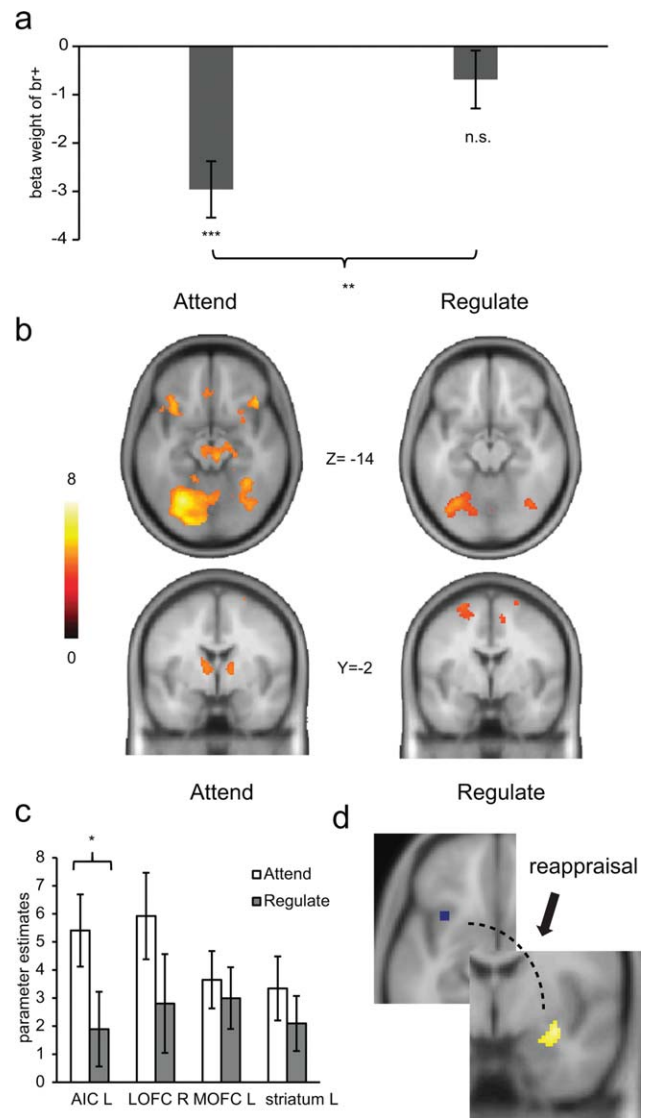 a
0
-1
-2
-3
-4
beta weight of br+
***
n.s.
**
Attend
Regulate
b
8
0
Z= -14
Y=-2
Attend
Regulate
c
*
8
7
6
5
4
3
2
1
0
parameter estimates
Attend
Regulate
AIC L
LOFC R
MOFC L
striatum L
d
reappraisal